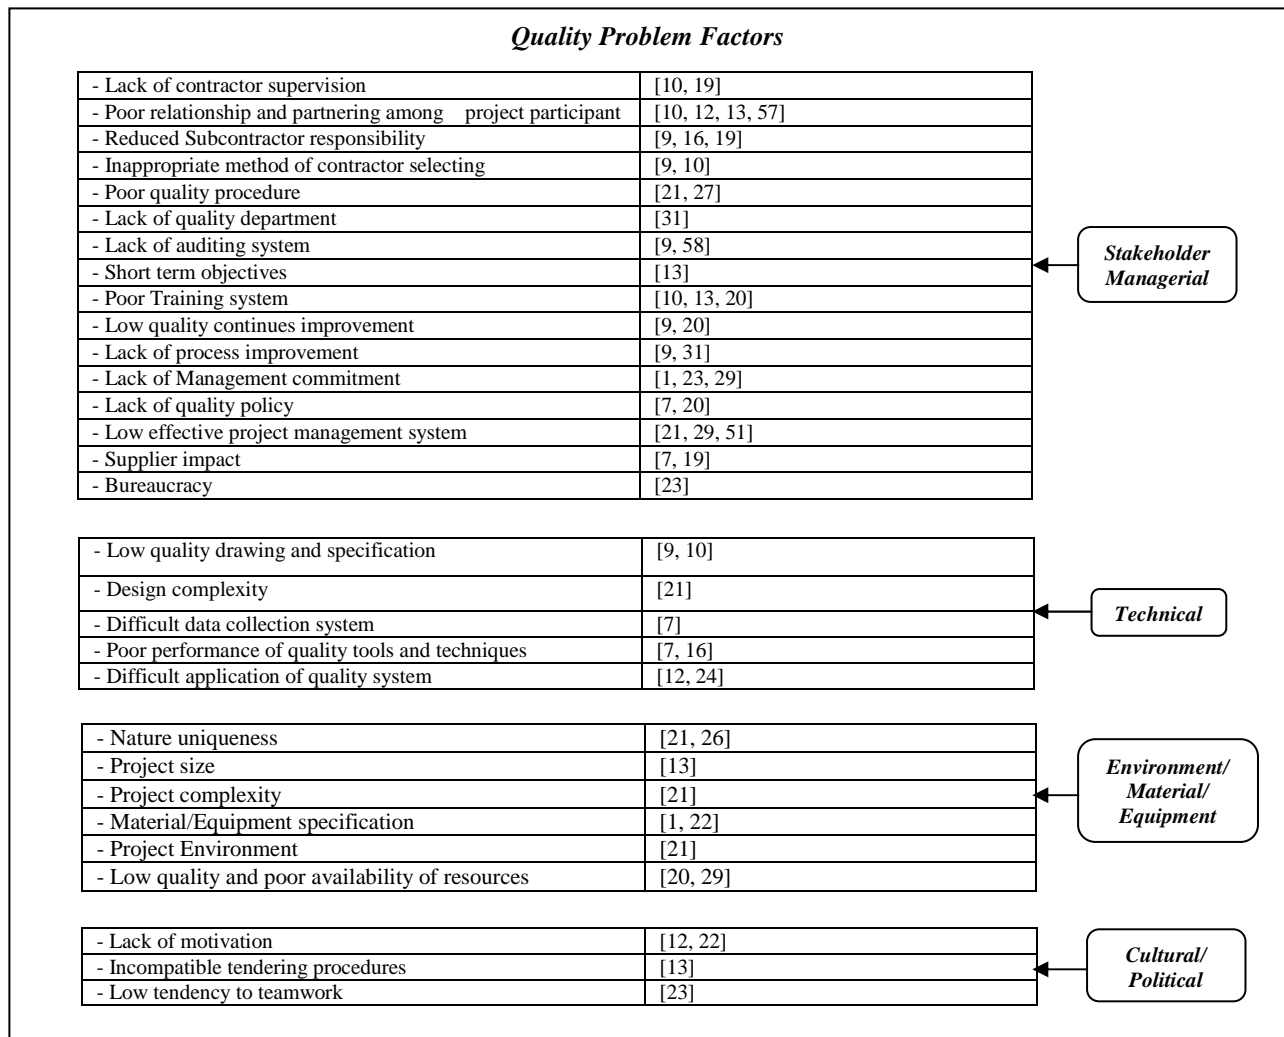 Quality Problem Factors
- Lack of contractor supervision [10, 19]
- Poor relationship and partnering among project participant [10, 12, 13, 57]
- Reduced Subcontractor responsibility [9, 16, 19]
- Inappropriate method of contractor selecting [9, 10]
- Poor quality procedure [21, 27]
- Lack of quality department [31]
- Lack of auditing system [9, 58]
- Short term objectives [13]
- Poor Training system [10, 13, 20]
- Low quality continues improvement [9, 20]
- Lack of process improvement [9, 31]
- Lack of Management commitment [1, 23, 29]
- Lack of quality policy [7, 20]
- Low effective project management system [21, 29, 51]
- Supplier impact [7, 19]
- Bureaucracy [23]
Stakeholder
Managerial
- Low quality drawing and specification [9, 10]
- Design complexity [21]
- Difficult data collection system [7]
- Poor performance of quality tools and techniques [7, 16]
- Difficult application of quality system [12, 24]
Technical
- Nature uniqueness [21, 26]
- Project size [13]
- Project complexity [21]
- Material/Equipment specification [1, 22]
- Project Environment [21]
- Low quality and poor availability of resources [20, 29]
Environment/
Material/
Equipment
- Lack of motivation [12, 22]
- Incompatible tendering procedures [13]
- Low tendency to teamwork [23]
Cultural/
Political